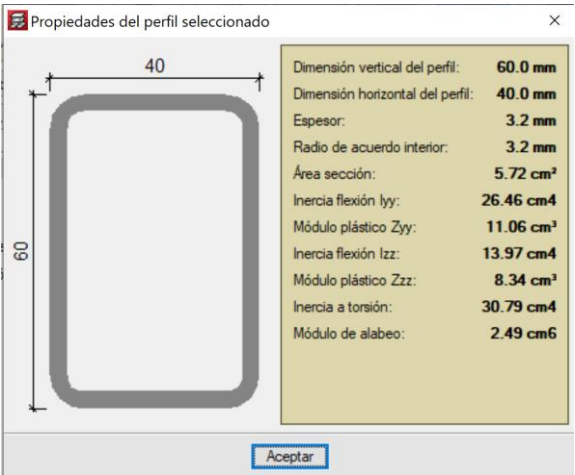 Propiedades del perfil seleccionado
40
60
Dimensión vertical del perfil: 60.0 mm
Dimensión horizontal del perfil: 40.0 mm
Espesor: 3.2 mm
Radio de acuerdo interior: 3.2 mm
Área sección: 5.72 cm²
Inercia flexión Iyy: 26.46 cm4
Módulo plástico Zyy: 11.06 cm³
Inercia flexión Izz: 13.97 cm4
Módulo plástico Zzz: 8.34 cm³
Inercia a torsión: 30.79 cm4
Módulo de alabeo: 2.49 cm6
Aceptar